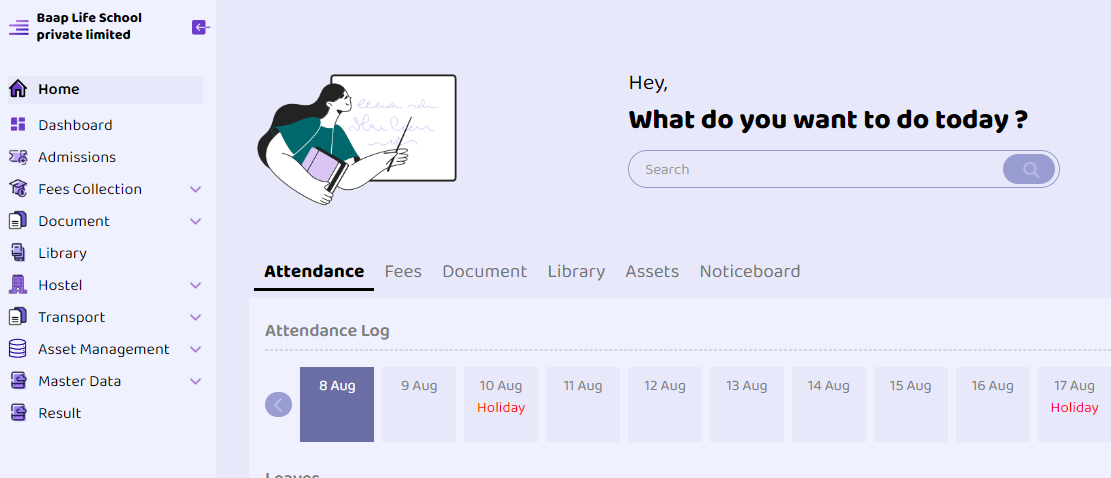 Baap Life School
private limited
Home
Dashboard
Admissions
Fees Collection
Document
Library
Hostel
Transport
Asset Management
Master Data
Result
Hey,
What do you want to do today ?
Search
Attendance Fees Document Library Assets Noticeboard
Attendance Log
8 Aug 9 Aug 10 Aug 11 Aug 12 Aug 13 Aug 14 Aug 15 Aug 16 Aug 17 Aug
Holiday Holiday
Leaves